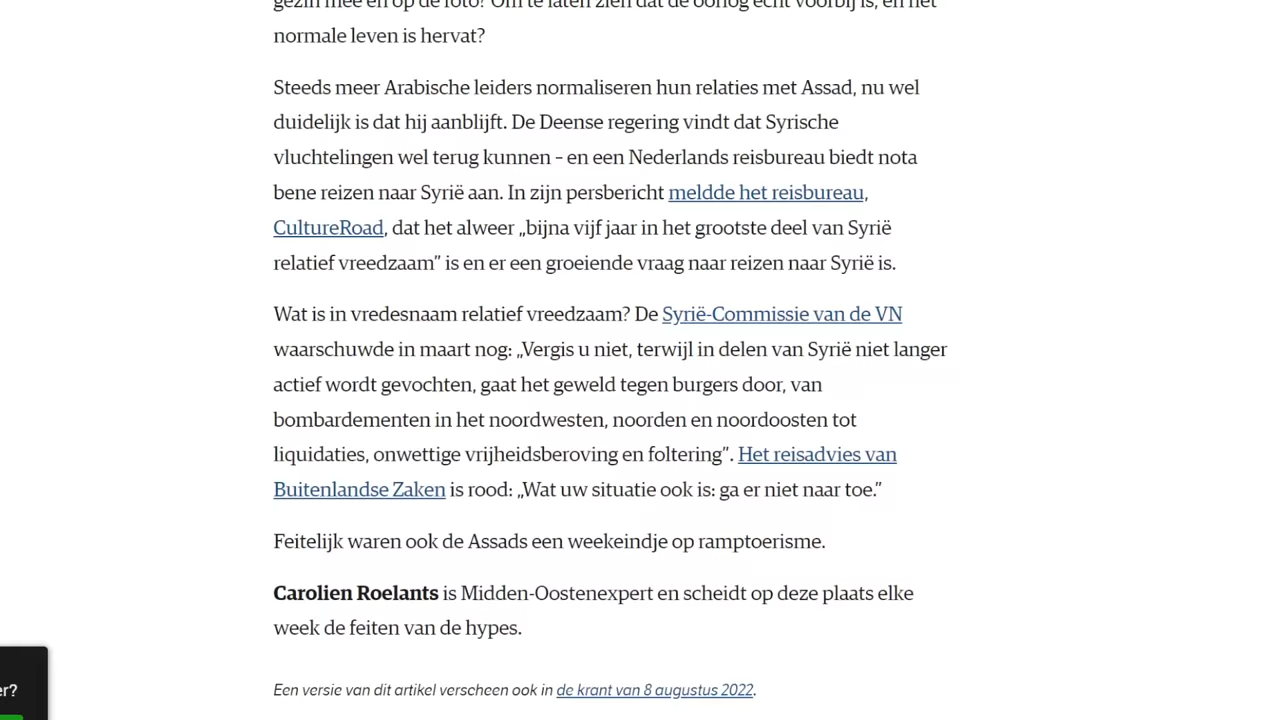 gezin mee en op de foto? Om te laten zien dat de oorlog echt voorbij is, en het
normale leven is hervat?
Steeds meer Arabische leiders normaliseren hun relaties met Assad, nu wel
duidelijk is dat hij aanblijft. De Deense regering vindt dat Syrische
vluchtelingen wel terug kunnen – en een Nederlands reisbureau biedt nota
bene reizen naar Syrië aan. In zijn persbericht meldde het reisbureau,
CultureRoad, dat het alweer „bijna vijf jaar in het grootste deel van Syrië
relatief vreedzaam” is en er een groeiende vraag naar reizen naar Syrië is.
Wat is in vredesnaam relatief vreedzaam? De Syrië-Commissie van de VN
waarschuwde in maart nog: „Vergis u niet, terwijl in delen van Syrië niet langer
actief wordt gevochten, gaat het geweld tegen burgers door, van
bombardementen in het noordwesten, noorden en noordoosten tot
liquidaties, onwettige vrijheidsberoving en foltering”. Het reisadvies van
Buitenlandse Zaken is rood: „Wat uw situatie ook is: ga er niet naar toe.”
Feitelijk waren ook de Assads een weekeindje op ramptoerisme.
Carolien Roelants is Midden-Oostenexpert en scheidt op deze plaats elke
week de feiten van de hypes.
er?
Een versie van dit artikel verscheen ook in de krant van 8 augustus 2022.